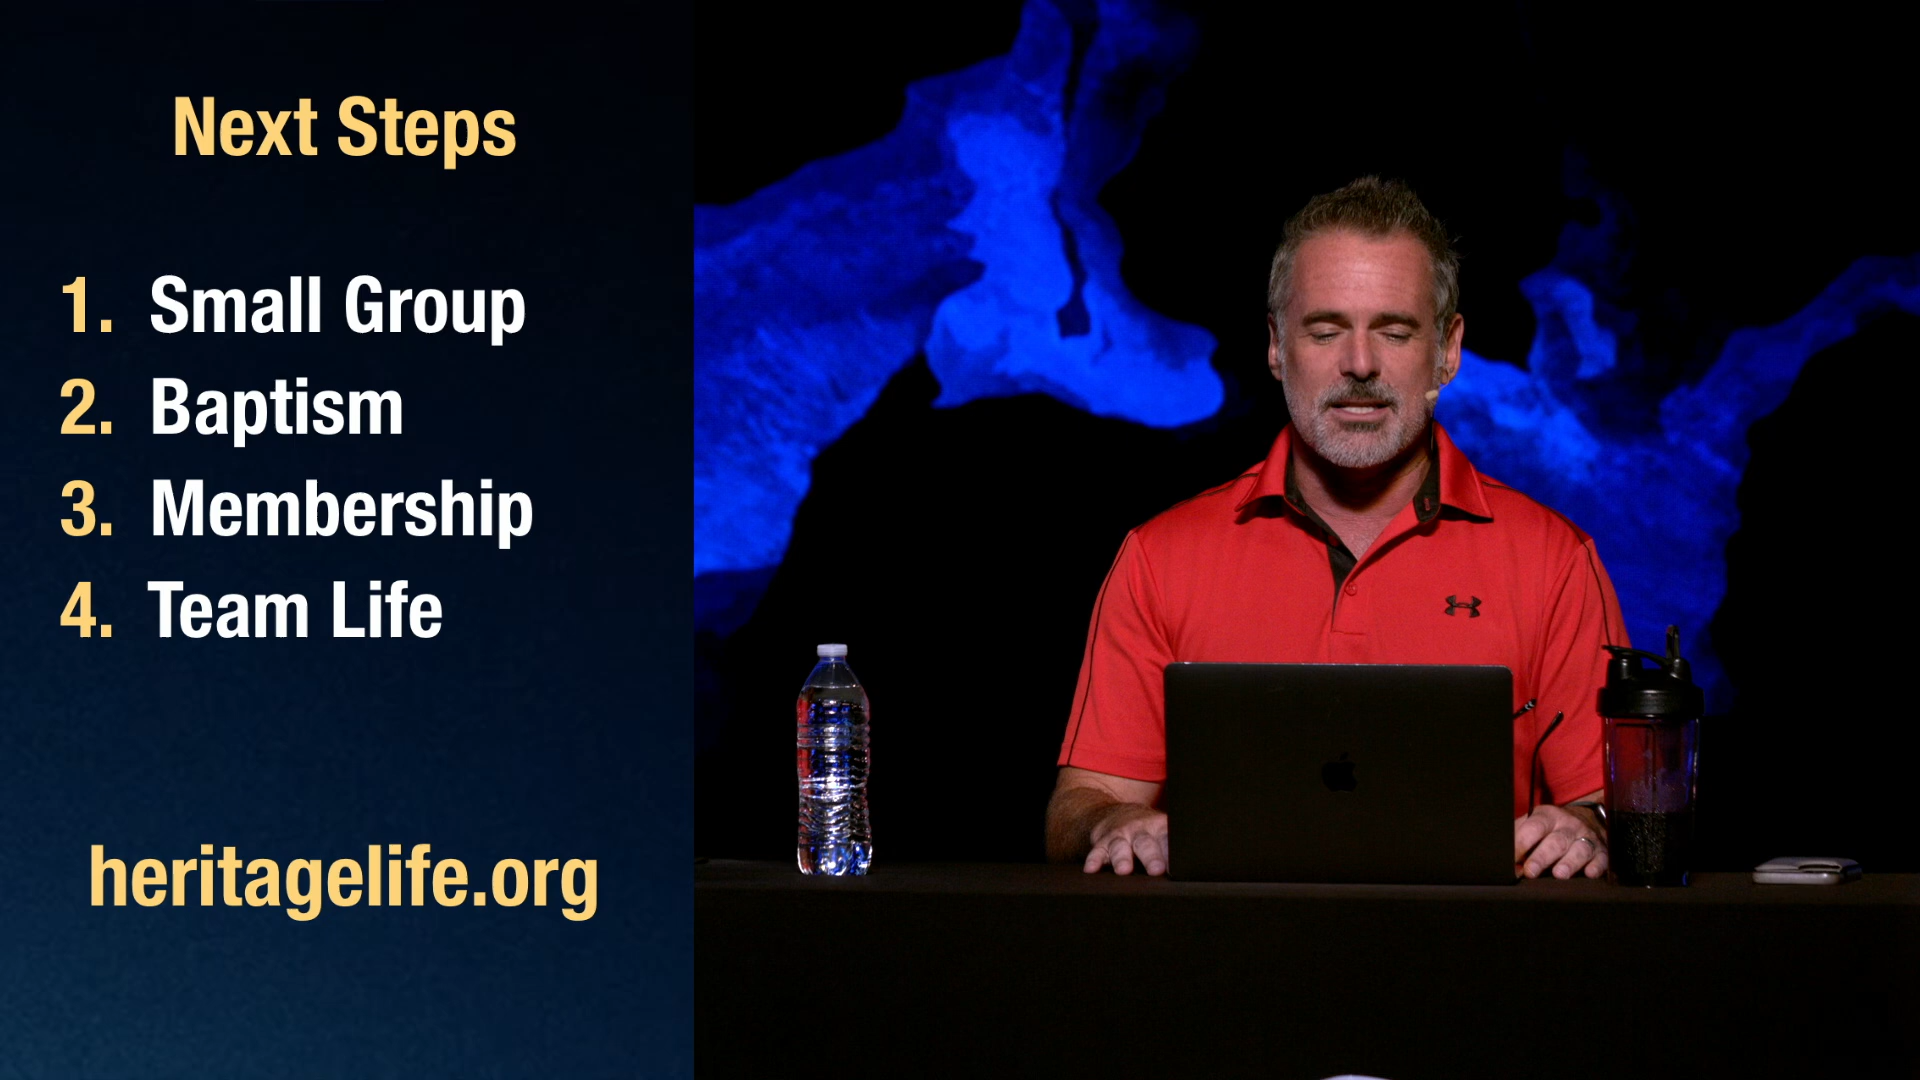 Next Steps
1. Small Group
2. Baptism
3. Membership
4. Team Life
heritagelife.org